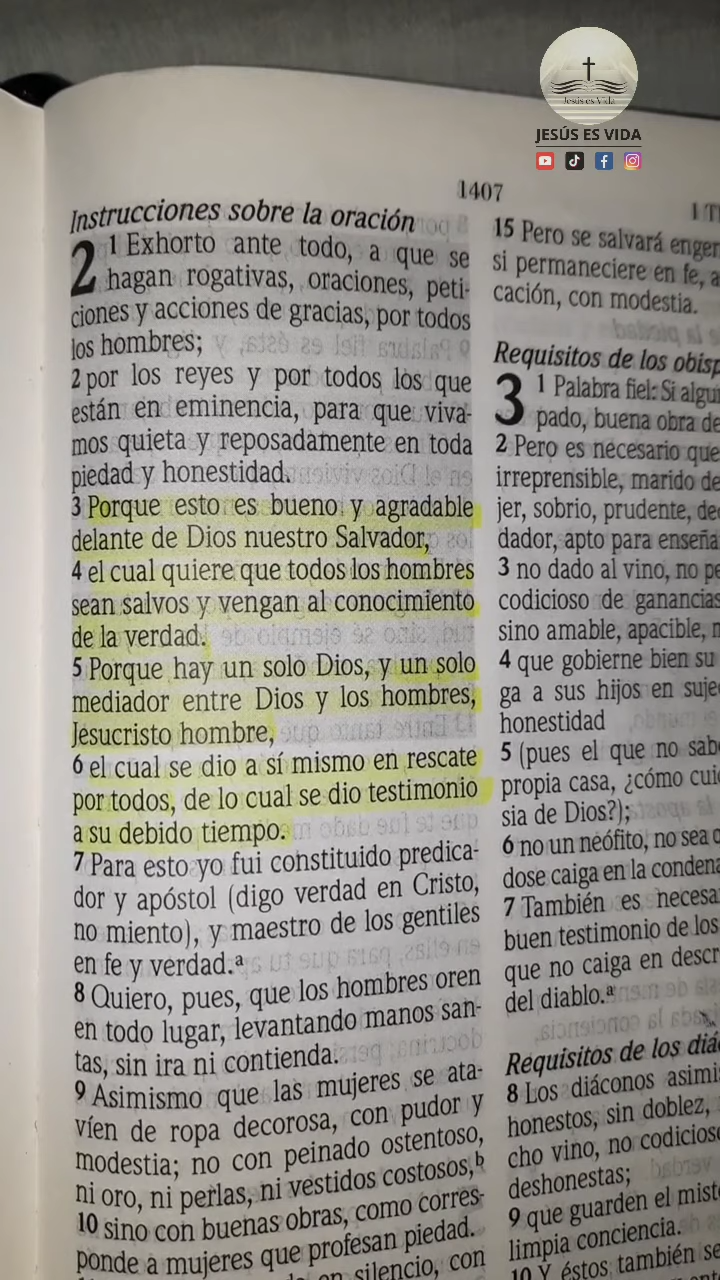 Jesús es Vida
JESÚS ES VIDA
1407
Instrucciones sobre la oración
2 1 Exhorto ante todo, a que se
hagan rogativas, oraciones, peti-
ciones y acciones de gracias, por todos
los hombres;
2 por los reyes y por todos los que
están en eminencia, para que viva-
mos quieta y reposadamente en toda
piedad y honestidad.
3 Porque esto es bueno y agradable
delante de Dios nuestro Salvador,
4 el cual quiere que todos los hombres
sean salvos y vengan al conocimiento
de la verdad.
5 Porque hay un solo Dios, y un solo
mediador entre Dios y los hombres,
Jesucristo hombre,
6 el cual se dio a sí mismo en rescate
por todos, de lo cual se dio testimonio
a su debido tiempo.
7 Para esto yo fui constituido predica-
dor y apóstol (digo verdad en Cristo,
no miento), y maestro de los gentiles
en fe y verdad.ª
8 Quiero, pues, que los hombres oren
en todo lugar, levantando manos san-
tas, sin ira ni contienda.
9 Asimismo que las mujeres se ata-
víen de ropa decorosa, con pudor y
modestia; no con peinado ostentoso,
ni oro, ni perlas, ni vestidos costosos,ᵇ
10 sino con buenas obras, como corres-
ponde a mujeres que profesan piedad.
en silencio, con
1 T
15 Pero se salvará engen
si permaneciere en fe, a
cación, con modestia.
Requisitos de los obisp
3 1 Palabra fiel: Si algu
pado, buena obra de
2 Pero es necesario que
irreprensible, marido de
jer, sobrio, prudente, de
dador, apto para enseña
3 no dado al vino, no pe
codicioso de ganancias
sino amable, apacible,
4 que gobierne bien su
ga a sus hijos en suje
honestidad
5 (pues el que no sab
propia casa, ¿cómo cui
sia de Dios?);
6 no un neófito, no sea
dose caiga en la condena
7 También es necesa
buen testimonio de los
que no caiga en descr
del diablo.ª
Requisitos de los diá
8 Los diáconos asimi
honestos, sin doblez,
cho vino, no codicios
deshonestas;
9 que guarden el mist
limpia conciencia.
10 Y éstos también se